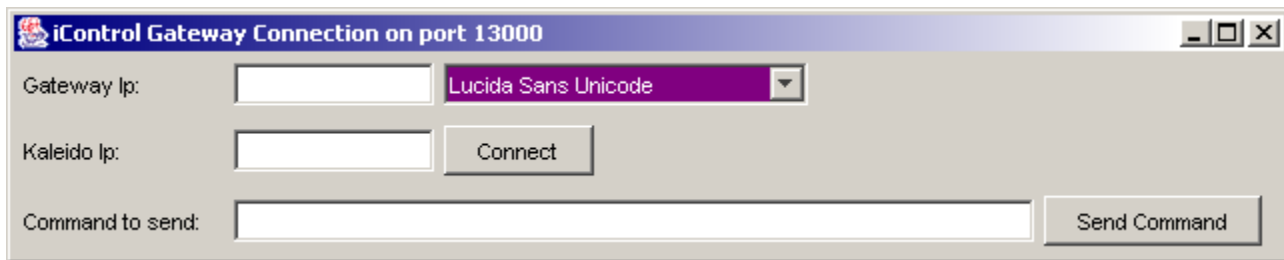 iControl Gateway Connection on port 13000
Gateway Ip: Lucida Sans Unicode
Kaleido Ip: Connect
Command to send: Send Command